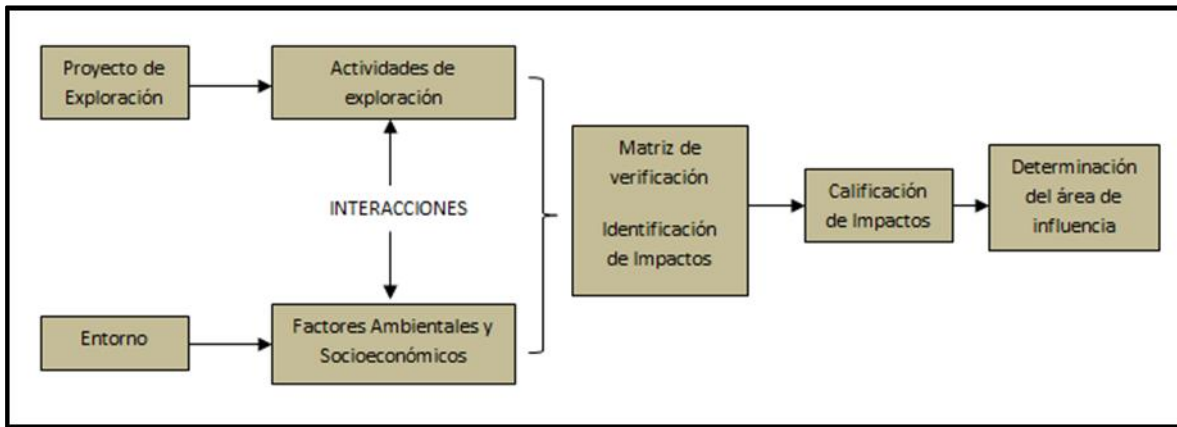 Proyecto de
Exploración
Actividades de
exploración
INTERACCIONES
Entorno
Factores Ambientales y
Socioeconómicos
Matriz de
verificación
Identificación
de Impactos
Calificación
de Impactos
Determinación
del área de
influencia